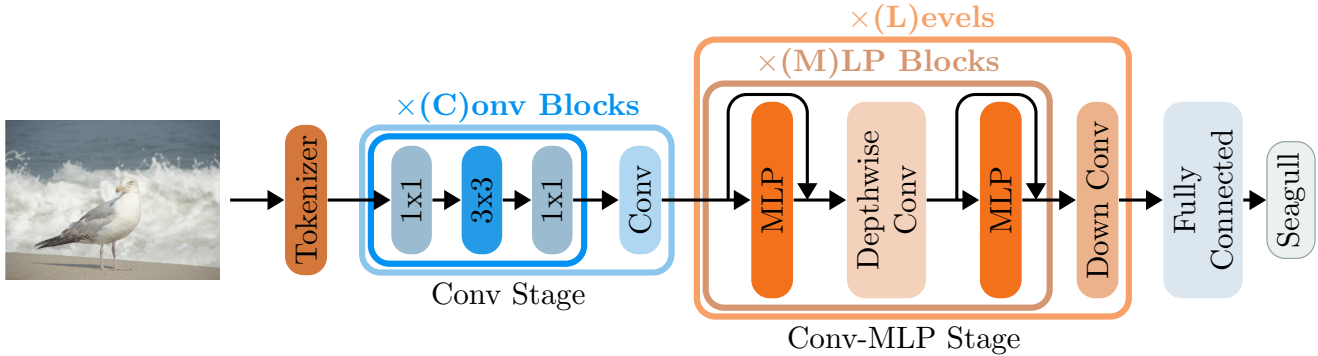 ×(L)evels
×(M)LP Blocks
×(C)onv Blocks
Tokenizer
1x1
3x3
1x1
Conv
MLP
Depthwise
Conv
MLP
Down Conv
Fully
Connected
Seagull
Conv Stage
Conv-MLP Stage